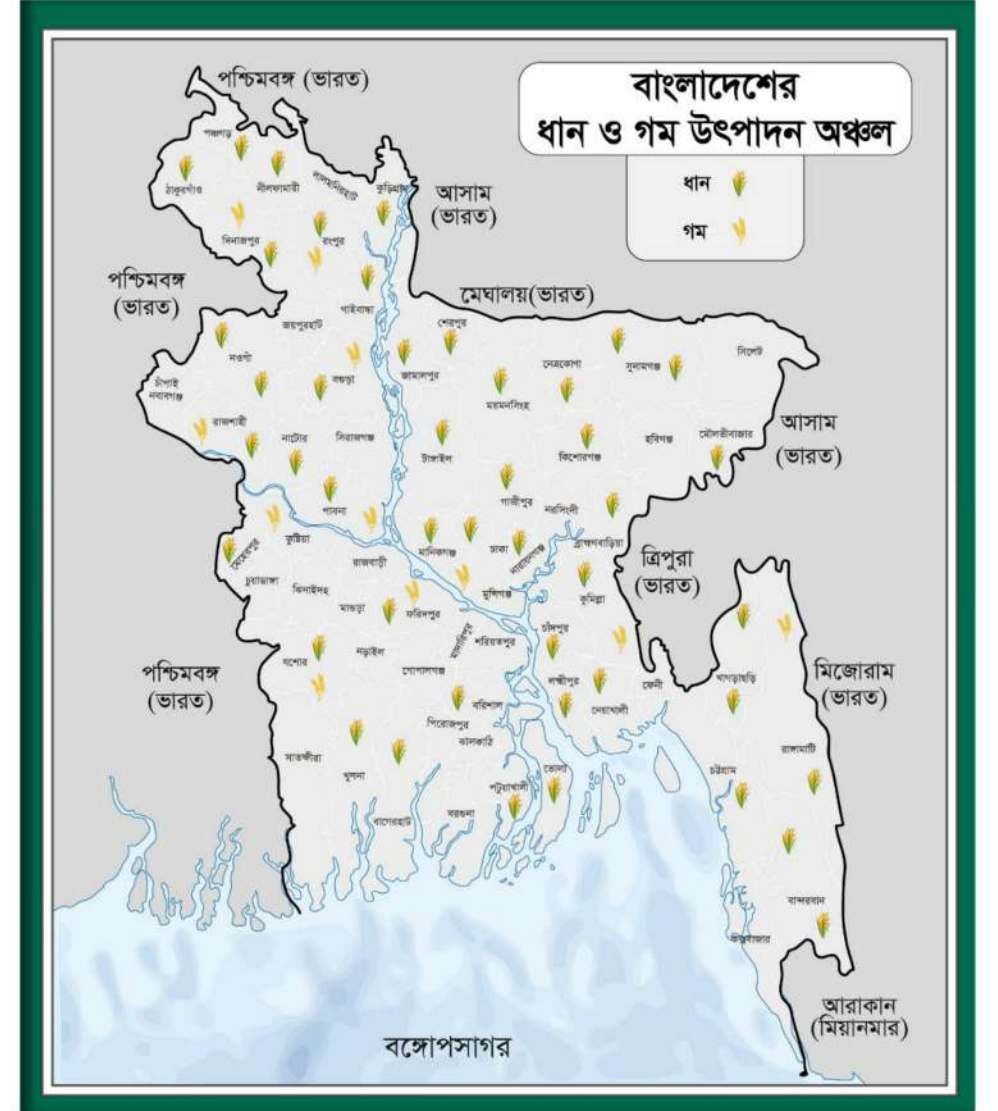 বাংলাদেশের
ধান ও গম উৎপাদন অঞ্চল
ধান
গম
পশ্চিমবঙ্গ (ভারত)
পঞ্চগড়
ঠাকুরগাঁও
নীলফামারী
লালমনিরহাট
কুড়িগ্রাম
আসাম
(ভারত)
দিনাজপুর
রংপুর
পশ্চিমবঙ্গ
(ভারত)
মেঘালয়(ভারত)
গাইবান্ধা
জয়পুরহাট
শেরপুর
নওগাঁ
বগুড়া
জামালপুর
নেত্রকোণা
সুনামগঞ্জ
সিলেট
চাঁপাই
নবাবগঞ্জ
ময়মনসিংহ
রাজশাহী
নাটোর
সিরাজগঞ্জ
টাঙ্গাইল
কিশোরগঞ্জ
হবিগঞ্জ
মৌলভীবাজার
আসাম
(ভারত)
পাবনা
গাজীপুর
নরসিংদী
কুষ্টিয়া
মেহেরপুর
রাজবাড়ী
মানিকগঞ্জ
ঢাকা
নারায়নগঞ্জ
ব্রাহ্মণবাড়িয়া
ত্রিপুরা
(ভারত)
চুয়াডাঙ্গা
ঝিনাইদহ
মাগুড়া
ফরিদপুর
মুন্সিগঞ্জ
কুমিল্লা
চাঁদপুর
মাদারিপুর
শরিয়তপুর
নড়াইল
যশোর
গোপালগঞ্জ
পশ্চিমবঙ্গ
(ভারত)
লক্ষীপুর
ফেনী
খাগড়াছড়ি
মিজোরাম
(ভারত)
বরিশাল
নোয়াখালী
পিরোজপুর
ঝালকাঠি
সাতক্ষীরা
খুলনা
রাঙ্গামাটি
চট্টগ্রাম
ভোলা
পটুয়াখালী
বাগেরহাট
বরগুনা
বান্দরবান
কক্সবাজার
আরাকান
(মিয়ানমার)
বঙ্গোপসাগর